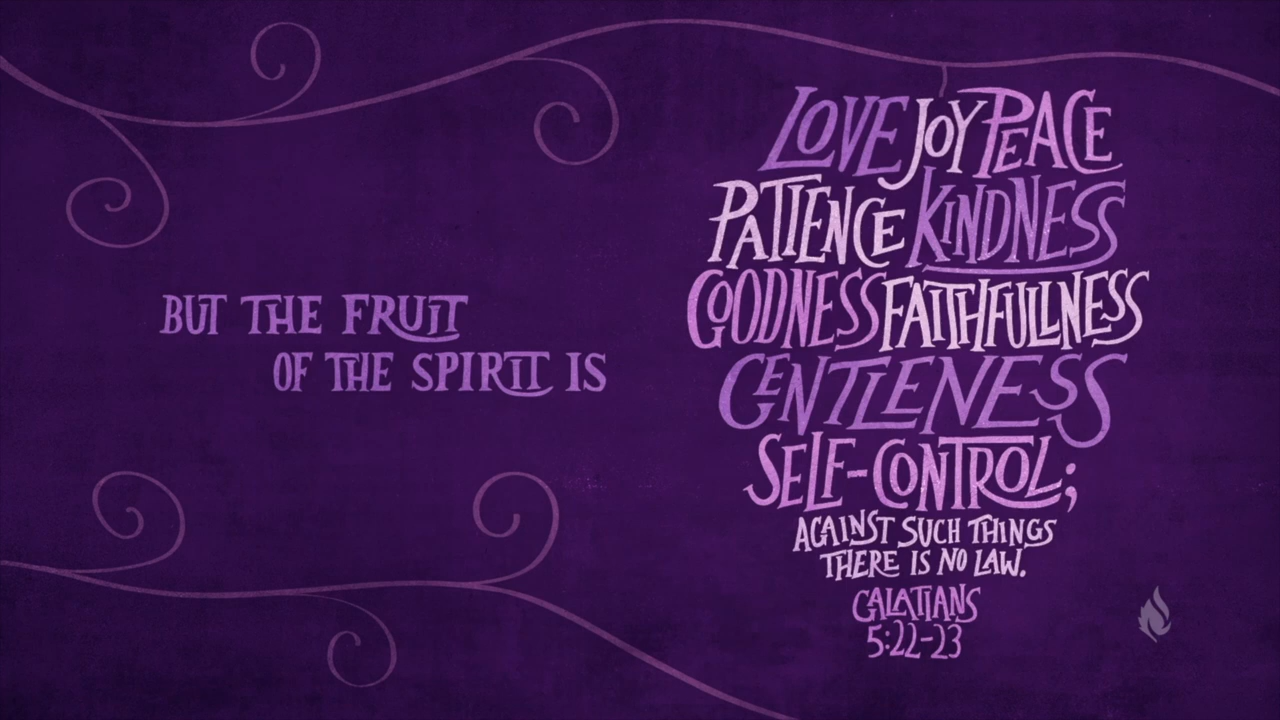 BUT THE FRUIT
OF THE SPIRIT IS
LOVE JOY PEACE
PATIENCE KINDNESS
GOODNESS FAITHFULLNESS
GENTLENESS
SELF-CONTROL;
AGAINST SUCH THINGS
THERE IS NO LAW.
GALATIANS
5:22-23